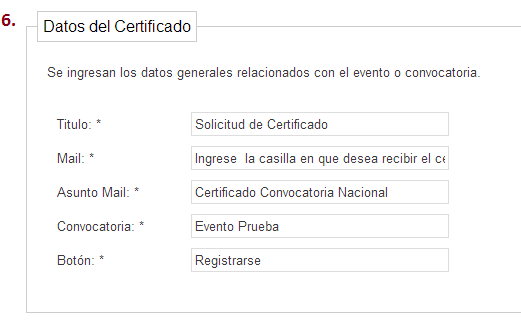 6.
Datos del Certificado
Se ingresan los datos generales relacionados con el evento o convocatoria.
Titulo: * Solicitud de Certificado
Mail: * Ingrese la casilla en que desea recibir el ce
Asunto Mail: * Certificado Convocatoria Nacional
Convocatoria: * Evento Prueba
Botón: * Registrarse